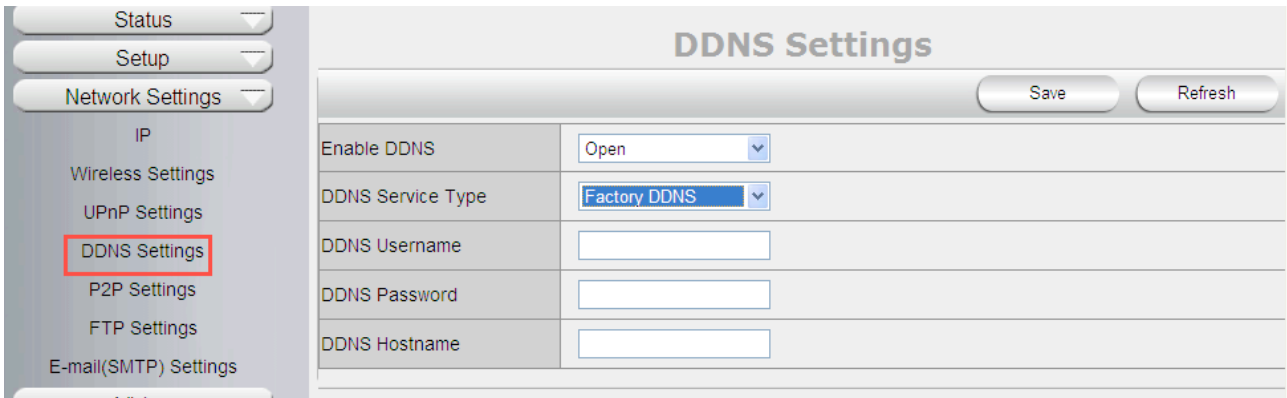 Status
Setup
Network Settings
IP
Wireless Settings
UPnP Settings
DDNS Settings
P2P Settings
FTP Settings
E-mail(SMTP) Settings
DDNS Settings
Save Refresh
Enable DDNS Open
DDNS Service Type Factory DDNS
DDNS Username
DDNS Password
DDNS Hostname